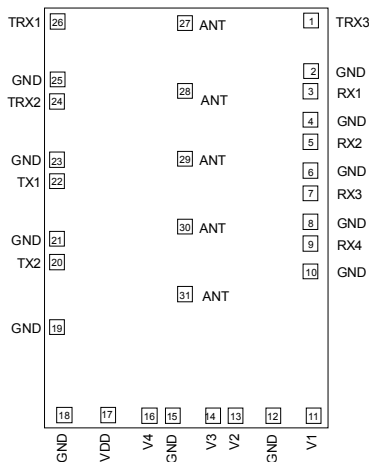 TRX1 26 27 ANT 1 TRX3
2 GND
GND 25
28 ANT 3 RX1
TRX2 24
4 GND
5 RX2
GND 23 29 ANT
6 GND
TX1 22
7 RX3
30 ANT 8 GND
GND 21
9 RX4
TX2 20
10 GND
31 ANT
GND 19
18 17 16 15 14 13 12 11
GND VDD V4 GND V3 V2 GND V1